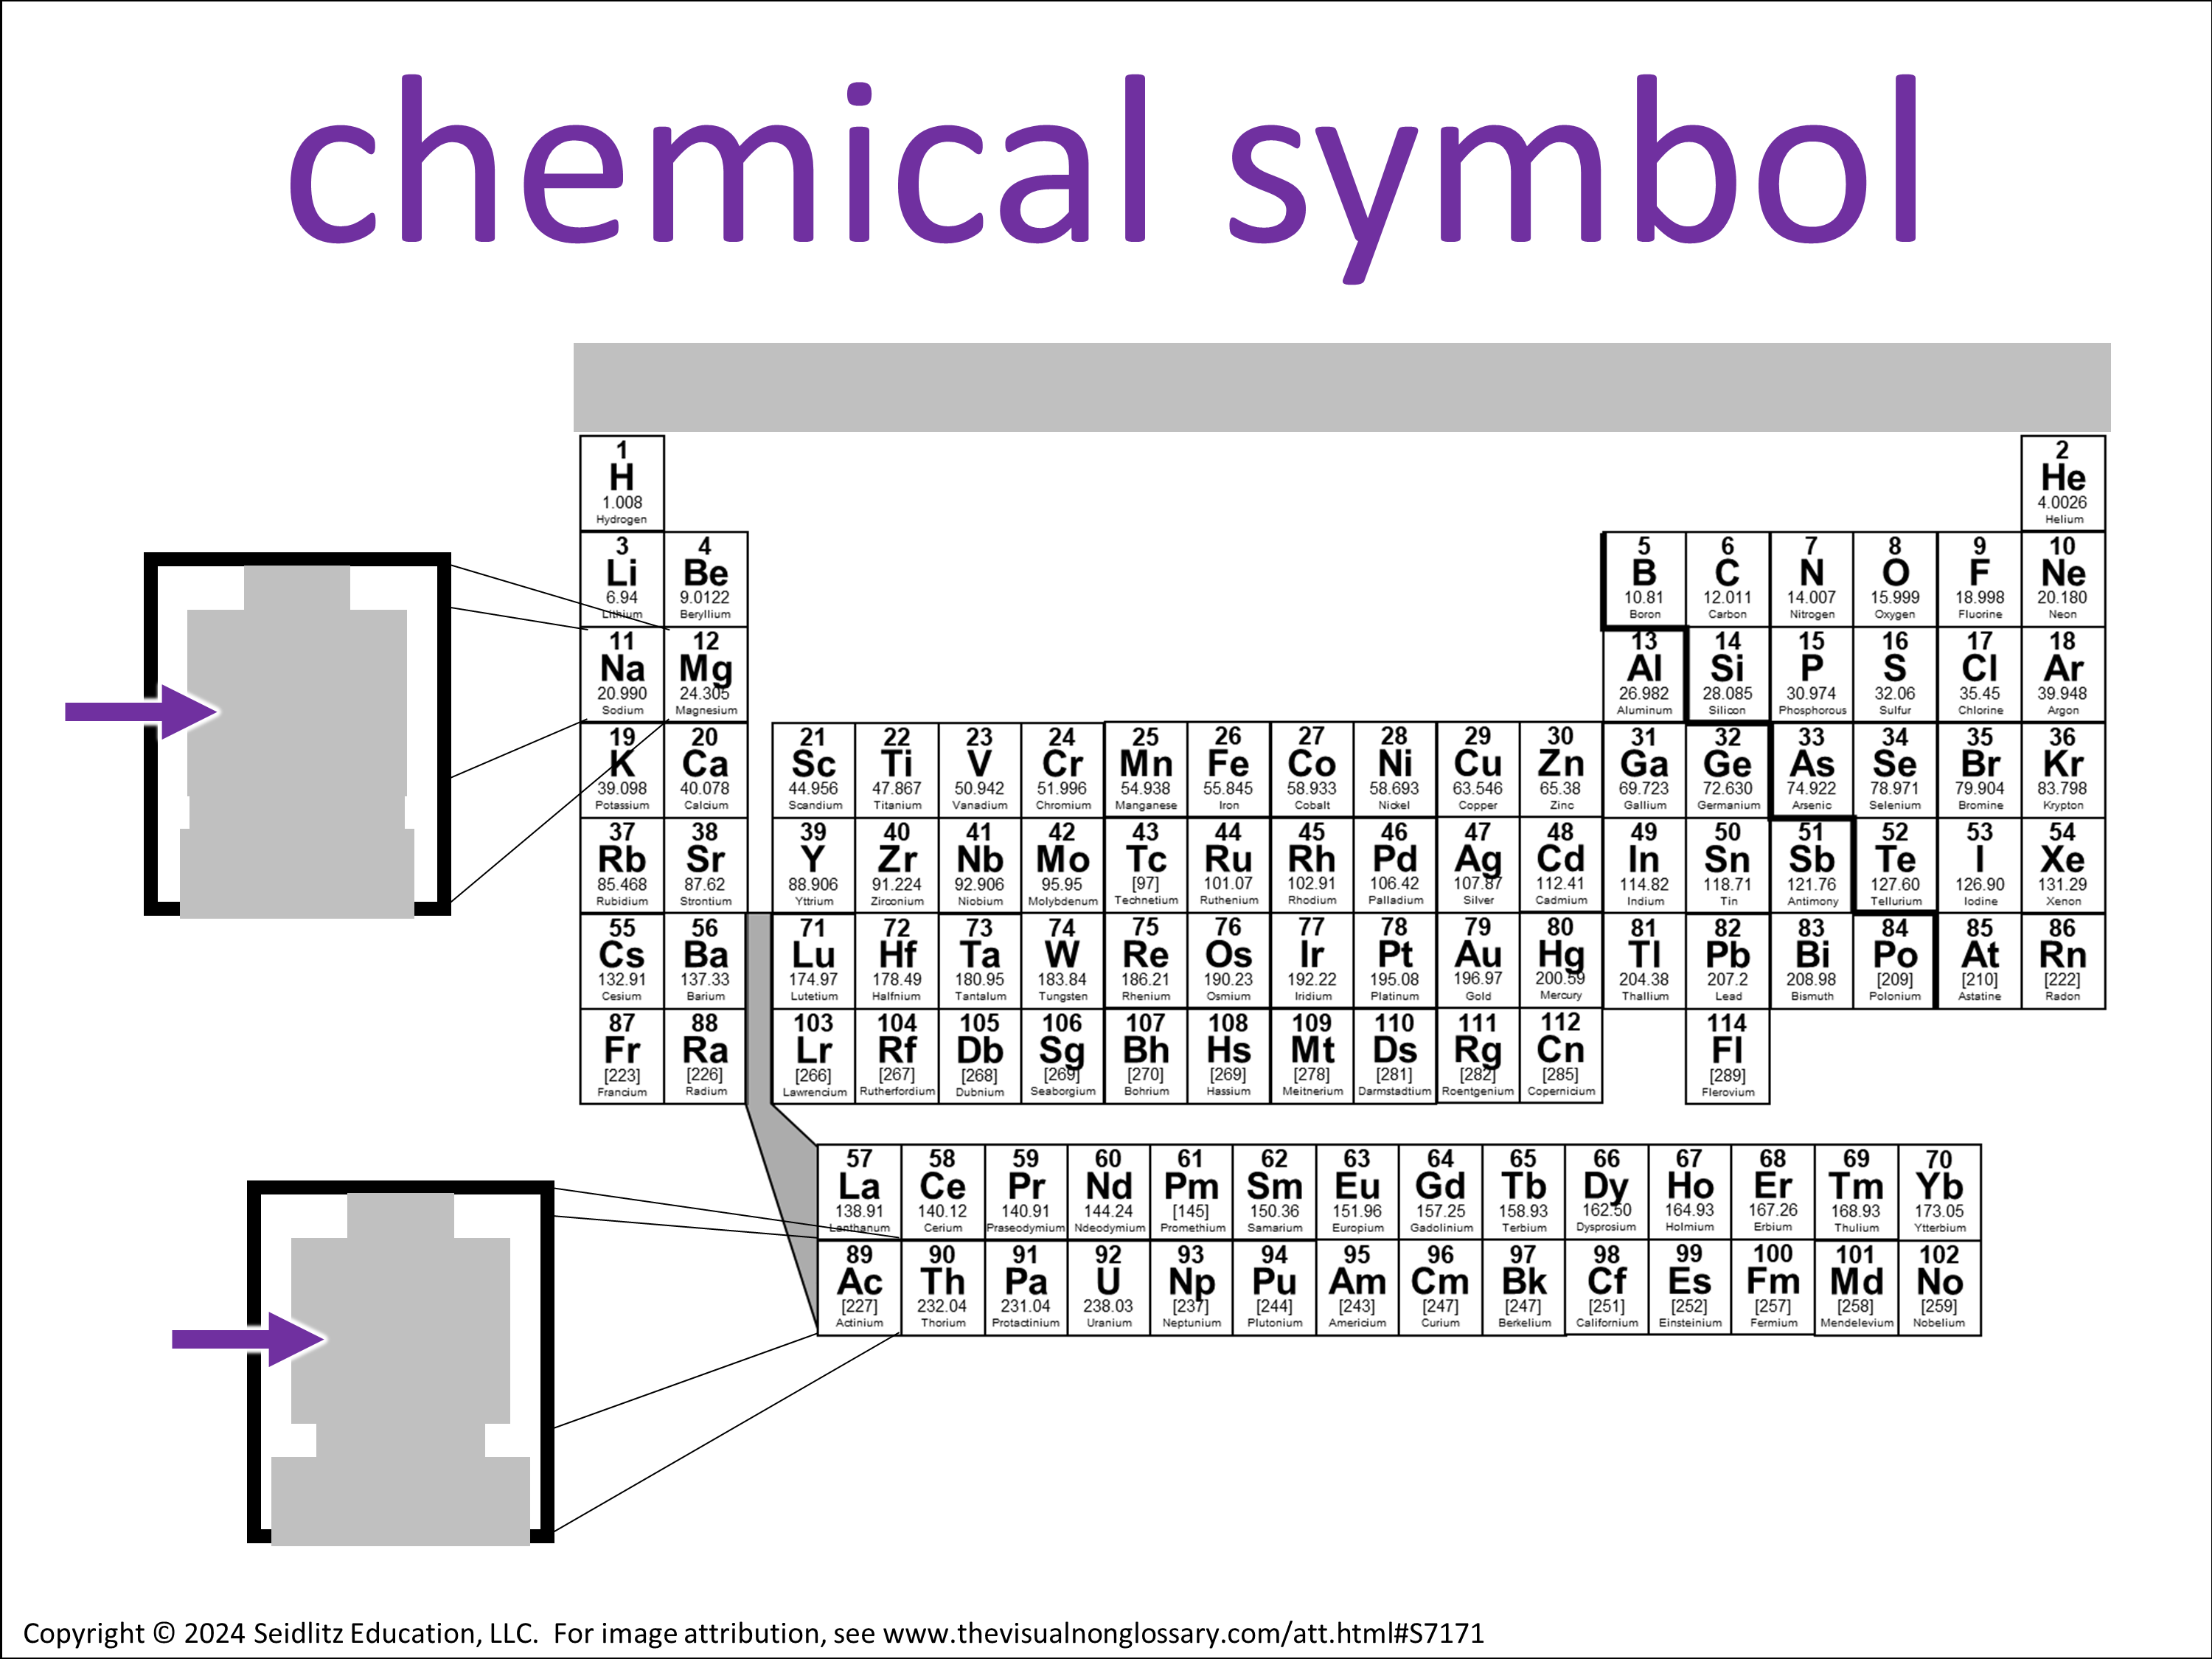 chemical symbol
1 2
H He
1.008 4.0026
Hydrogen Helium
3 4 5 6 7 8 9 10
Li Be B C N O F Ne
6.94 9.0122 10.81 12.011 14.007 15.999 18.998 20.180
Lithium Beryllium Boron Carbon Nitrogen Oxygen Fluorine Neon
11 12 13 14 15 16 17 18
Na Mg Al Si P S Cl Ar
20.990 24.305 26.982 28.085 30.974 32.06 35.45 39.948
Sodium Magnesium Aluminum Silicon Phosphorous Sulfur Chlorine Argon
19 20 21 22 23 24 25 26 27 28 29 30 31 32 33 34 35 36
K Ca Sc Ti V Cr Mn Fe Co Ni Cu Zn Ga Ge As Se Br Kr
39.098 40.078 44.956 47.867 50.942 51.996 54.938 55.845 58.933 58.693 63.546 65.38 69.723 72.630 74.922 78.971 79.904 83.798
Potassium Calcium Scandium Titanium Vanadium Chromium Manganese Iron Cobalt Nickel Copper Zinc Gallium Germanium Arsenic Selenium Bromine Krypton
37 38 39 40 41 42 43 44 45 46 47 48 49 50 51 52 53 54
Rb Sr Y Zr Nb Mo Tc Ru Rh Pd Ag Cd In Sn Sb Te I Xe
85.468 87.62 88.906 91.224 92.906 95.95 [97] 101.07 102.91 106.42 107.87 112.41 114.82 118.71 121.76 127.60 126.90 131.29
Rubidium Strontium Yttrium Zirconium Niobium Molybdenum Technetium Ruthenium Rhodium Palladium Silver Cadmium Indium Tin Antimony Tellurium Iodine Xenon
55 56 71 72 73 74 75 76 77 78 79 80 81 82 83 84 85 86
Cs Ba Lu Hf Ta W Re Os Ir Pt Au Hg Tl Pb Bi Po At Rn
132.91 137.33 174.97 178.49 180.95 183.84 186.21 190.23 192.22 195.08 196.97 200.59 204.38 207.2 208.98 [209] [210] [222]
Cesium Barium Lutetium Halfnium Tantalum Tungsten Rhenium Osmium Iridium Platinum Gold Mercury Thallium Lead Bismuth Polonium Astatine Radon
87 88 103 104 105 106 107 108 109 110 111 112 114
Fr Ra Lr Rf Db Sg Bh Hs Mt Ds Rg Cn Fl
[223] [226] [266] [267] [268] [269] [270] [269] [278] [281] [282] [285] [289]
Francium Radium Lawrencium Rutherfordium Dubnium Seaborgium Bohrium Hassium Meitnerium Darmstadtium Roentgenium Copernicium Flerovium
57 58 59 60 61 62 63 64 65 66 67 68 69 70
La Ce Pr Nd Pm Sm Eu Gd Tb Dy Ho Er Tm Yb
138.91 140.12 140.91 144.24 [145] 150.36 151.96 157.25 158.93 162.50 164.93 167.26 168.93 173.05
Lanthanum Cerium Praseodymium Ndeodymium Promethium Samarium Europium Gadolinium Terbium Dysprosium Holmium Erbium Thulium Ytterbium
89 90 91 92 93 94 95 96 97 98 99 100 101 102
Ac Th Pa U Np Pu Am Cm Bk Cf Es Fm Md No
[227] 232.04 231.04 238.03 [237] [244] [243] [247] [247] [251] [252] [257] [258] [259]
Actinium Thorium Protactinium Uranium Neptunium Plutonium Americium Curium Berkelium Californium Einsteinium Fermium Mendelevium Nobelium
Copyright © 2024 Seidlitz Education, LLC. For image attribution, see www.thevisualnonglossary.com/att.html#S7171